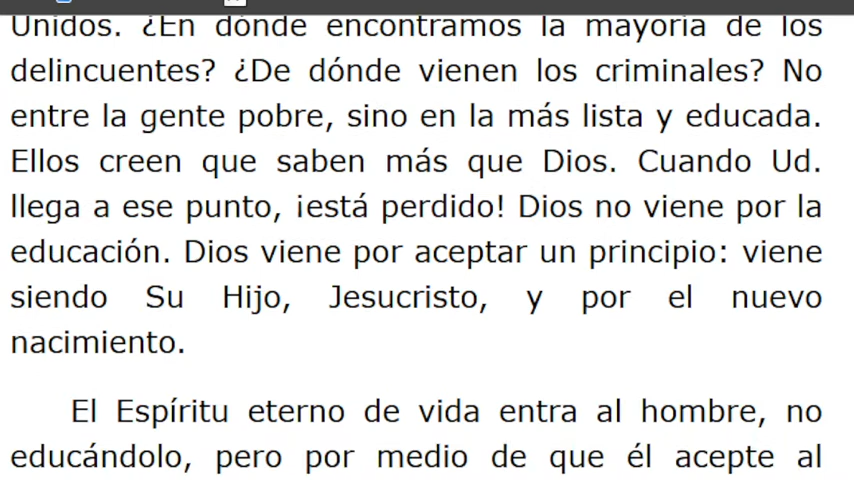 Unidos. ¿En dónde encontramos la mayoría de los
delincuentes? ¿De dónde vienen los criminales? No
entre la gente pobre, sino en la más lista y educada.
Ellos creen que saben más que Dios. Cuando Ud.
llega a ese punto, ¡está perdido! Dios no viene por la
educación. Dios viene por aceptar un principio: viene
siendo Su Hijo, Jesucristo, y por el nuevo
nacimiento.
El Espíritu eterno de vida entra al hombre, no
educándolo, pero por medio de que él acepte al